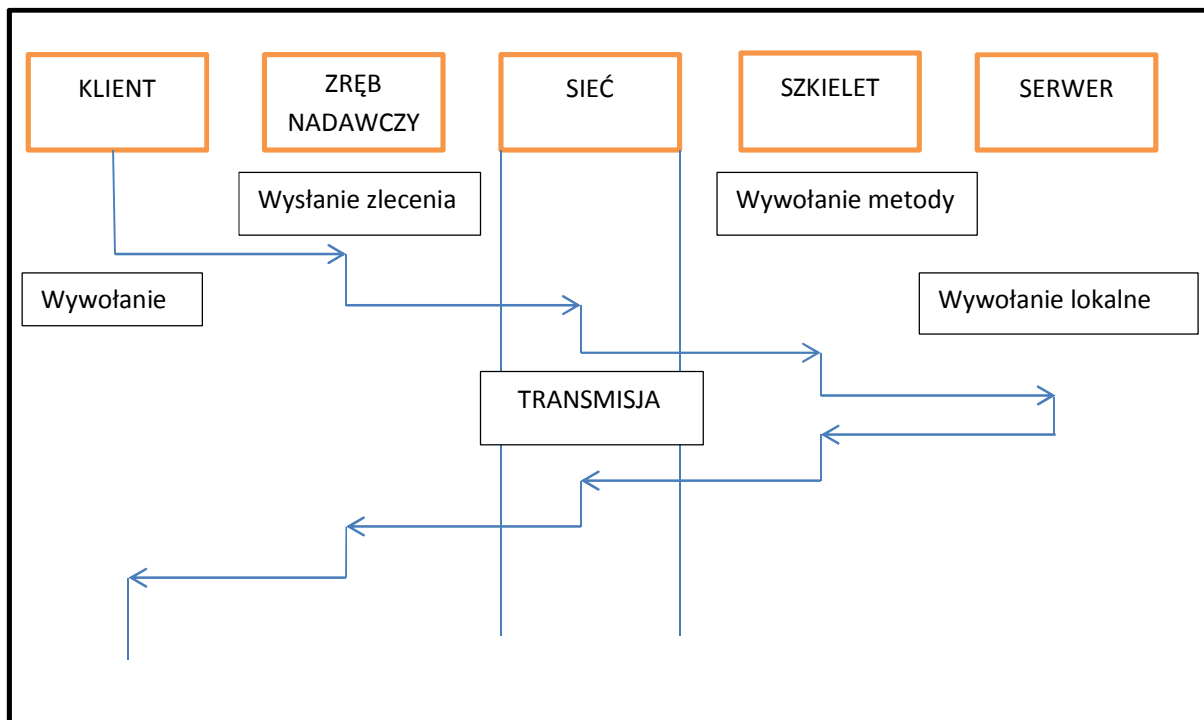 KLIENT
ZRĘB
NADAWCZY
SIEĆ
SZKIELET
SERWER
Wysłanie zlecenia
Wywołanie metody
Wywołanie
Wywołanie lokalne
TRANSMISJA